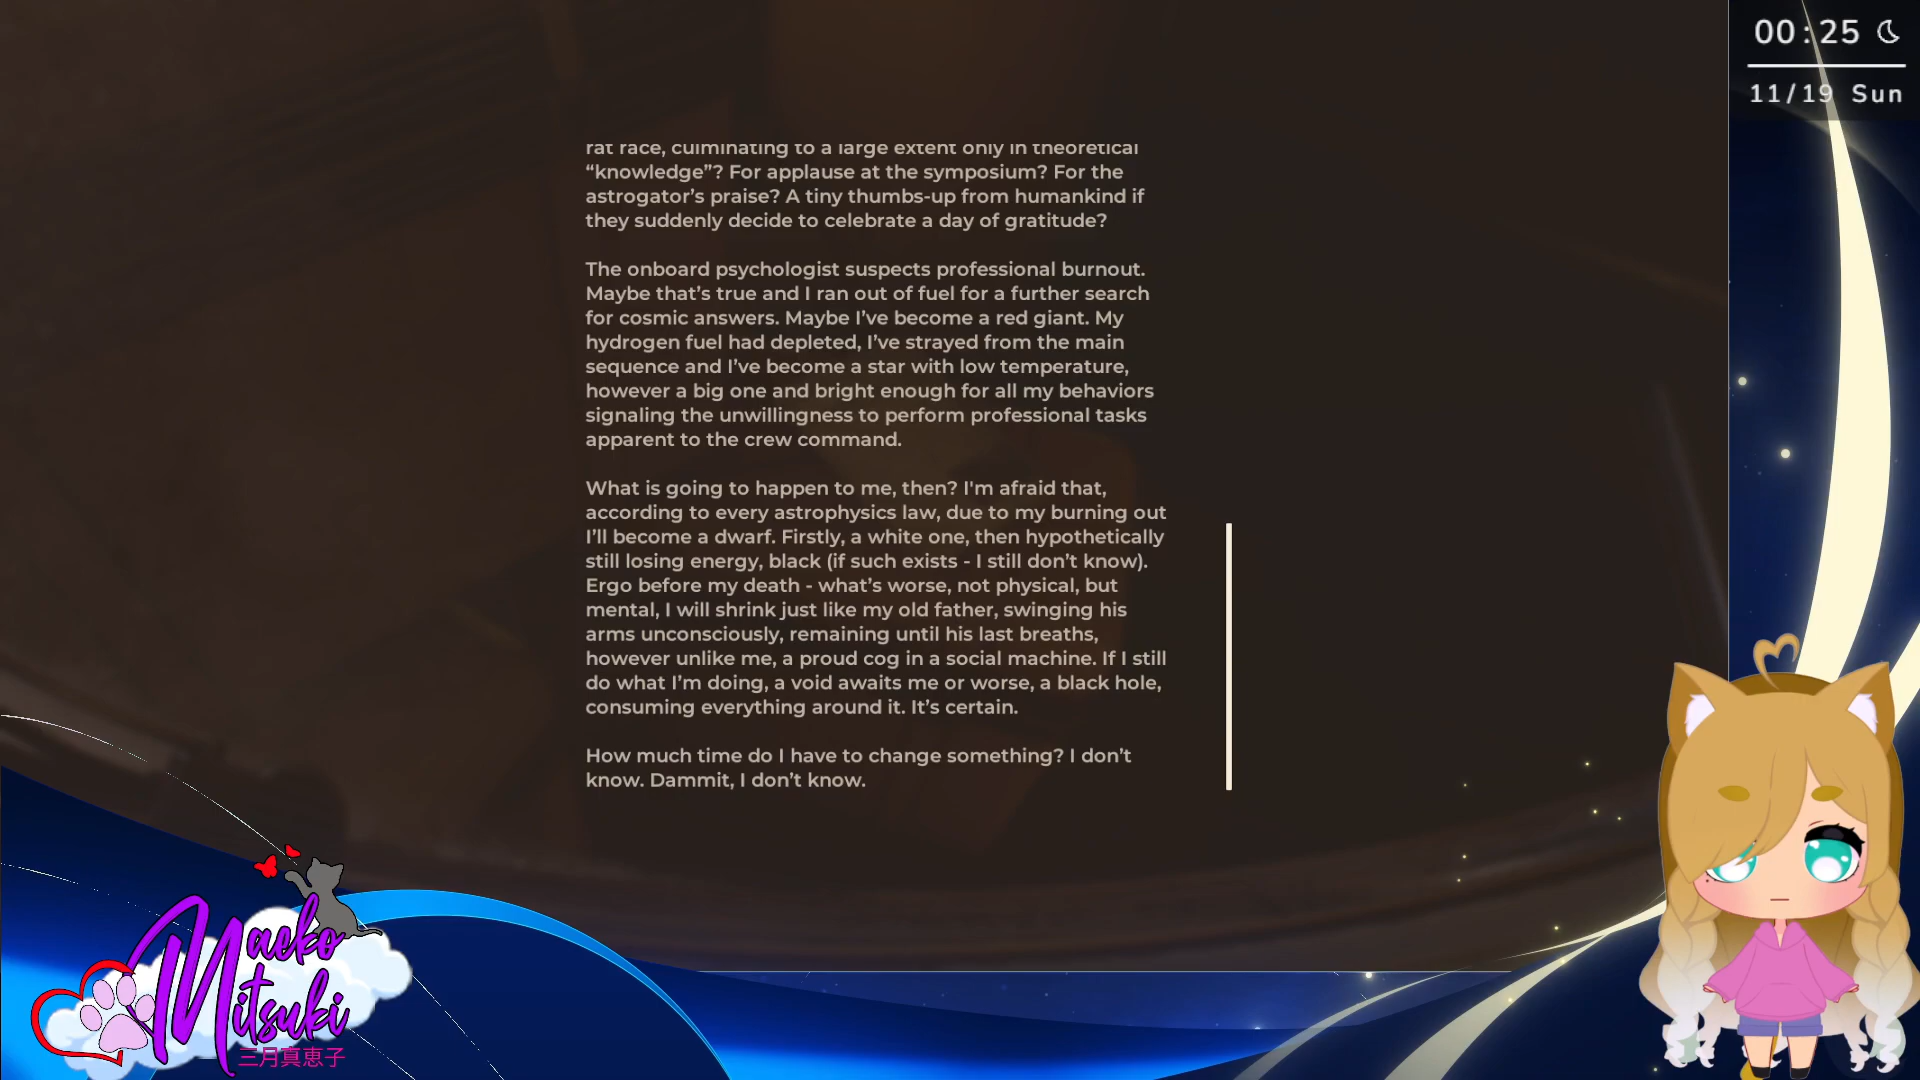 00:25
11/19 Sun
rat race, culminating to a large extent only in theoretical
“knowledge”? For applause at the symposium? For the
astrogator’s praise? A tiny thumbs-up from humankind if
they suddenly decide to celebrate a day of gratitude?
The onboard psychologist suspects professional burnout.
Maybe that’s true and I ran out of fuel for a further search
for cosmic answers. Maybe I’ve become a red giant. My
hydrogen fuel had depleted, I’ve strayed from the main
sequence and I’ve become a star with low temperature,
however a big one and bright enough for all my behaviors
signaling the unwillingness to perform professional tasks
apparent to the crew command.
What is going to happen to me, then? I'm afraid that,
according to every astrophysics law, due to my burning out
I’ll become a dwarf. Firstly, a white one, then hypothetically
still losing energy, black (if such exists - I still don’t know).
Ergo before my death - what’s worse, not physical, but
mental, I will shrink just like my old father, swinging his
arms unconsciously, remaining until his last breaths,
however unlike me, a proud cog in a social machine. If I still
do what I’m doing, a void awaits me or worse, a black hole,
consuming everything around it. It’s certain.
How much time do I have to change something? I don’t
know. Dammit, I don’t know.
Maeko
Mitsuki
三月真恵子